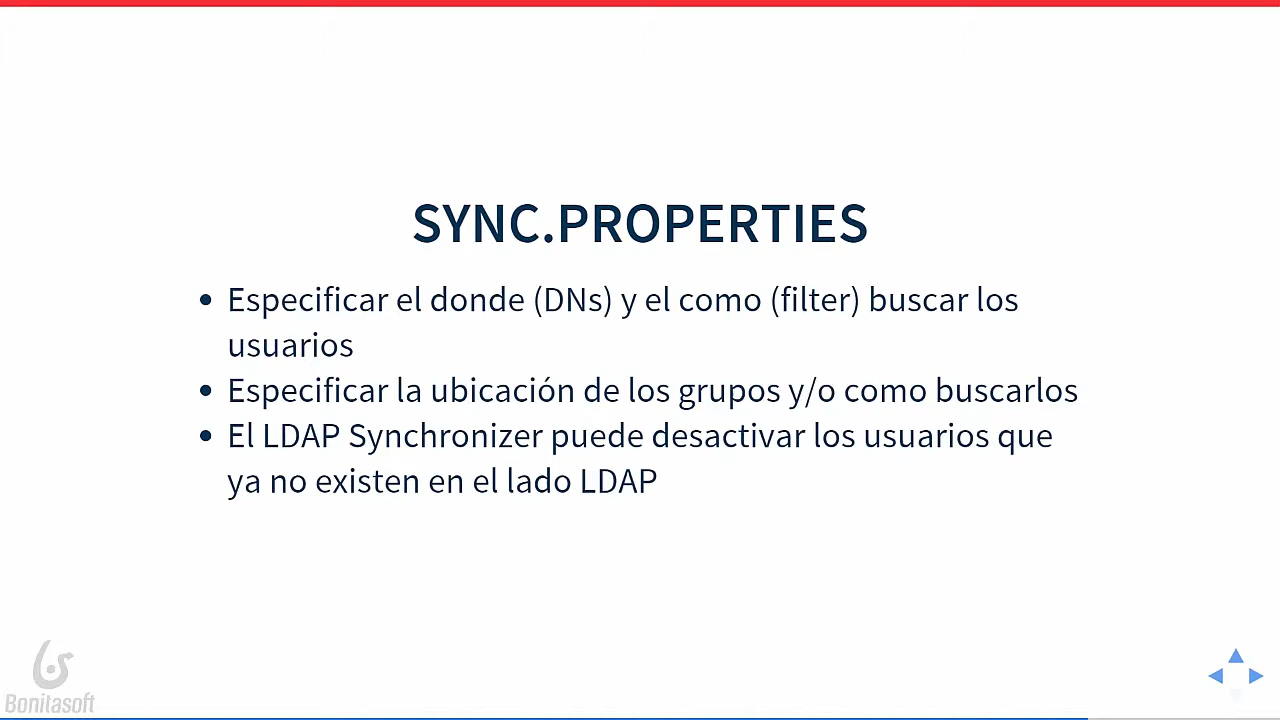 SYNC.PROPERTIES
Especificar el donde (DNs) y el como (filter) buscar los
usuarios
Especificar la ubicación de los grupos y/o como buscarlos
El LDAP Synchronizer puede desactivar los usuarios que
ya no existen en el lado LDAP
Bonitasoft